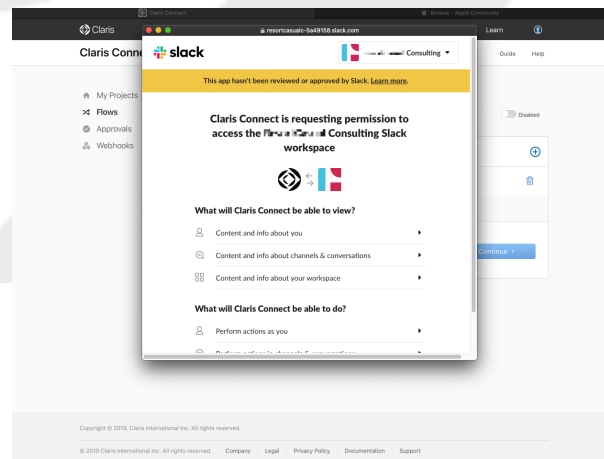 Claris Connect
Browse - Apple Community
Claris
Learn
resortcasualc-5a49158.slack.com
Claris Conne
Guide
Help
slack
Consulting
This app hasn't been reviewed or approved by Slack. Learn more.
My Projects
Flows
Approvals
Webhooks
Disabled
Claris Connect is requesting permission to
access the Consulting Slack
workspace
What will Claris Connect be able to view?
Content and info about you
Content and info about channels & conversations
Content and info about your workspace
Continue
What will Claris Connect be able to do?
Perform actions as you
Perform actions in channels & conversations
Copyright © 2019, Claris International Inc. All rights reserved.
© 2019 Claris International Inc. All rights reserved. Company Legal Privacy Policy Documentation Support